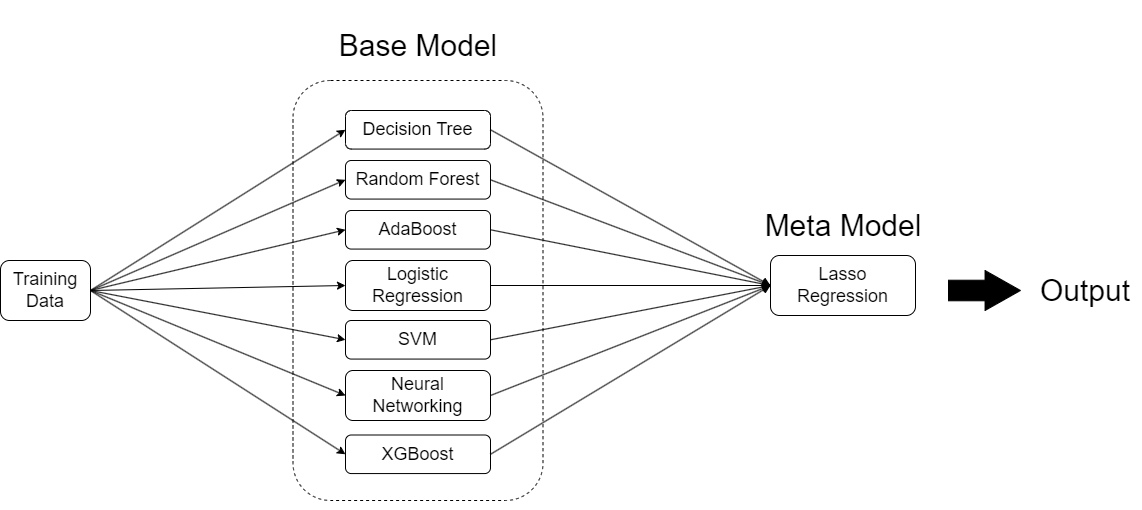 Base Model
Decision Tree
Random Forest
AdaBoost
Logistic
Regression
SVM
Neural
Networking
XGBoost
Training
Data
Meta Model
Lasso
Regression
Output